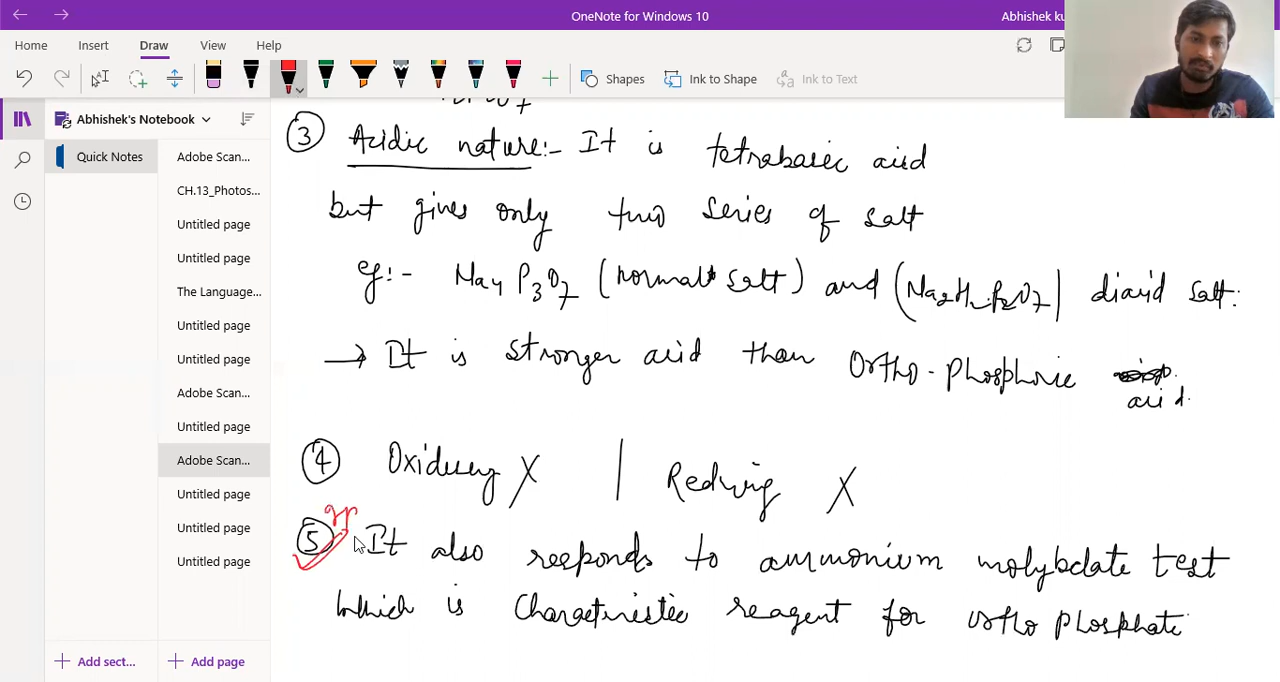 OneNote for Windows 10
Abhishek ku
Home Insert Draw View Help
Shapes Ink to Shape Ink to Text
Abhishek's Notebook
Quick Notes
Adobe Scan...
CH.13_Photos...
Untitled page
Untitled page
The Language...
Untitled page
Untitled page
Adobe Scan...
Untitled page
Adobe Scan...
Untitled page
Untitled page
Untitled page
Add sect... Add page
3 Acidic nature:- It is tetrabasic acid
but gives only two series of salt
eg:- Na4 P3O7 (normal salt) and (Na2H2P2O7) diacid salt:
→ It is stronger acid than Ortho-phosphoric
acid.
4 Oxidising X | Reducing X
5 It also responds to ammonium molybdate test
Which is Characteristic reagent for ortho phosphate